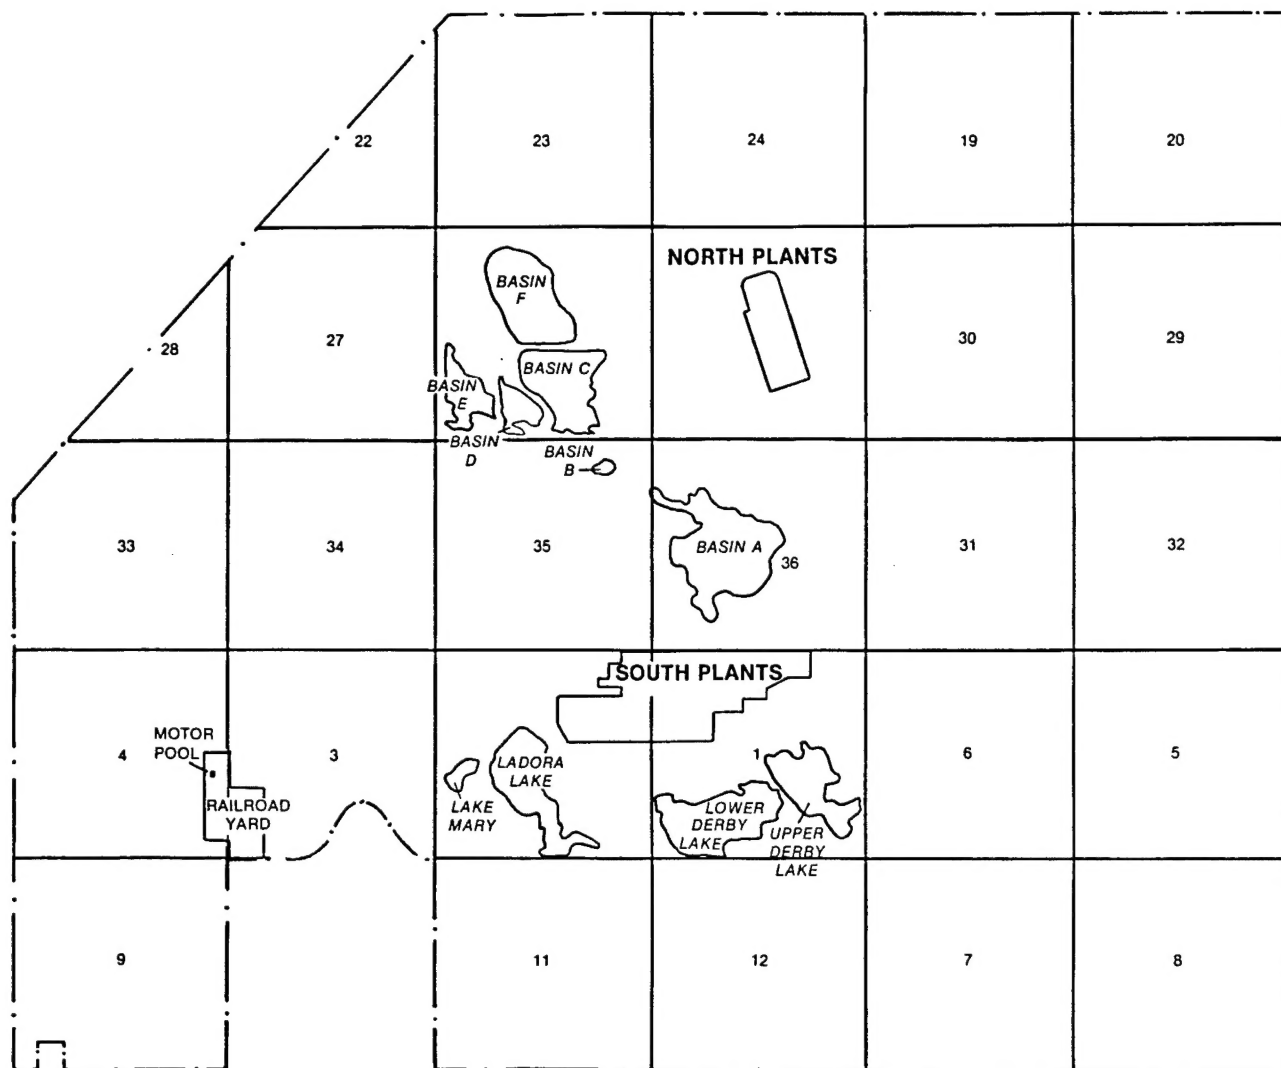 22
23
24
19
20
NORTH PLANTS
BASIN
F
28
27
30
29
BASIN C
BASIN
E
BASIN
D
BASIN
B
33
34
35
BASIN A
36
31
32
SOUTH PLANTS
MOTOR
POOL
4
3
LADORA
LAKE
1
6
5
RAILROAD
YARD
LAKE
MARY
LOWER
DERBY
LAKE
UPPER
DERBY
LAKE
9
11
12
7
8